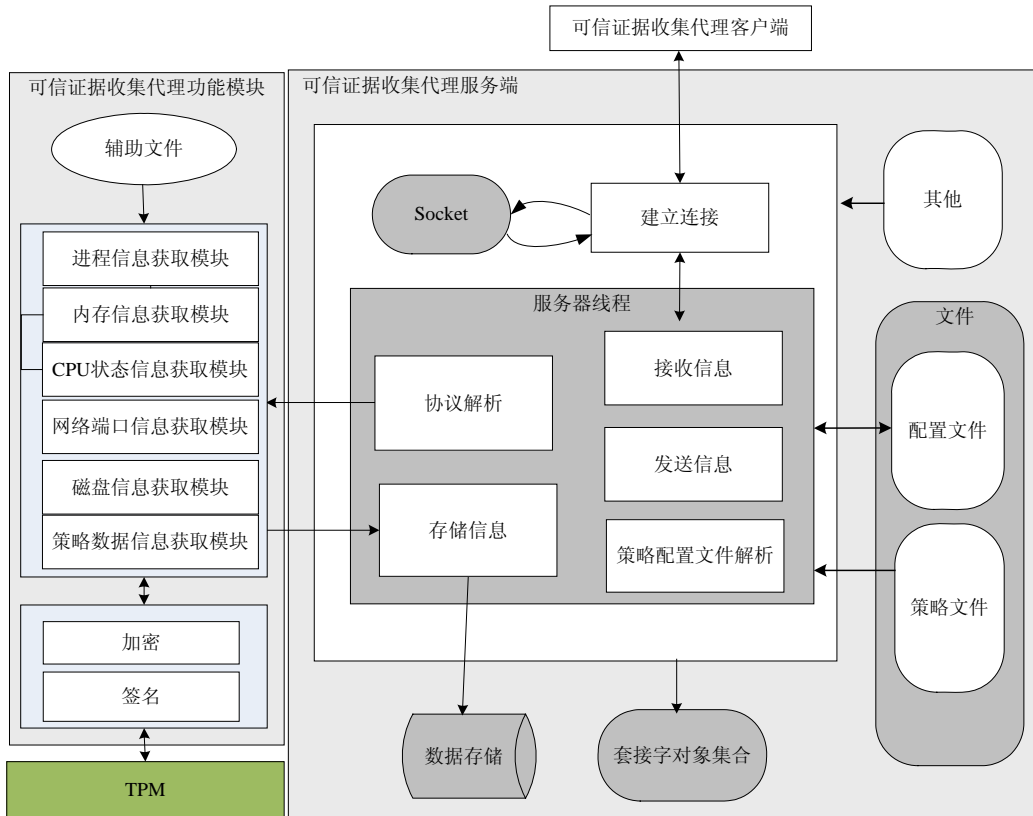 可信证据收集代理客户端
可信证据收集代理功能模块
辅助文件
进程信息获取模块
内存信息获取模块
CPU状态信息获取模块
网络端口信息获取模块
磁盘信息获取模块
策略数据信息获取模块
加密
签名
TPM
可信证据收集代理服务端
Socket
建立连接
服务器线程
协议解析
接收信息
发送信息
存储信息
策略配置文件解析
数据存储
套接字对象集合
其他
文件
配置文件
策略文件